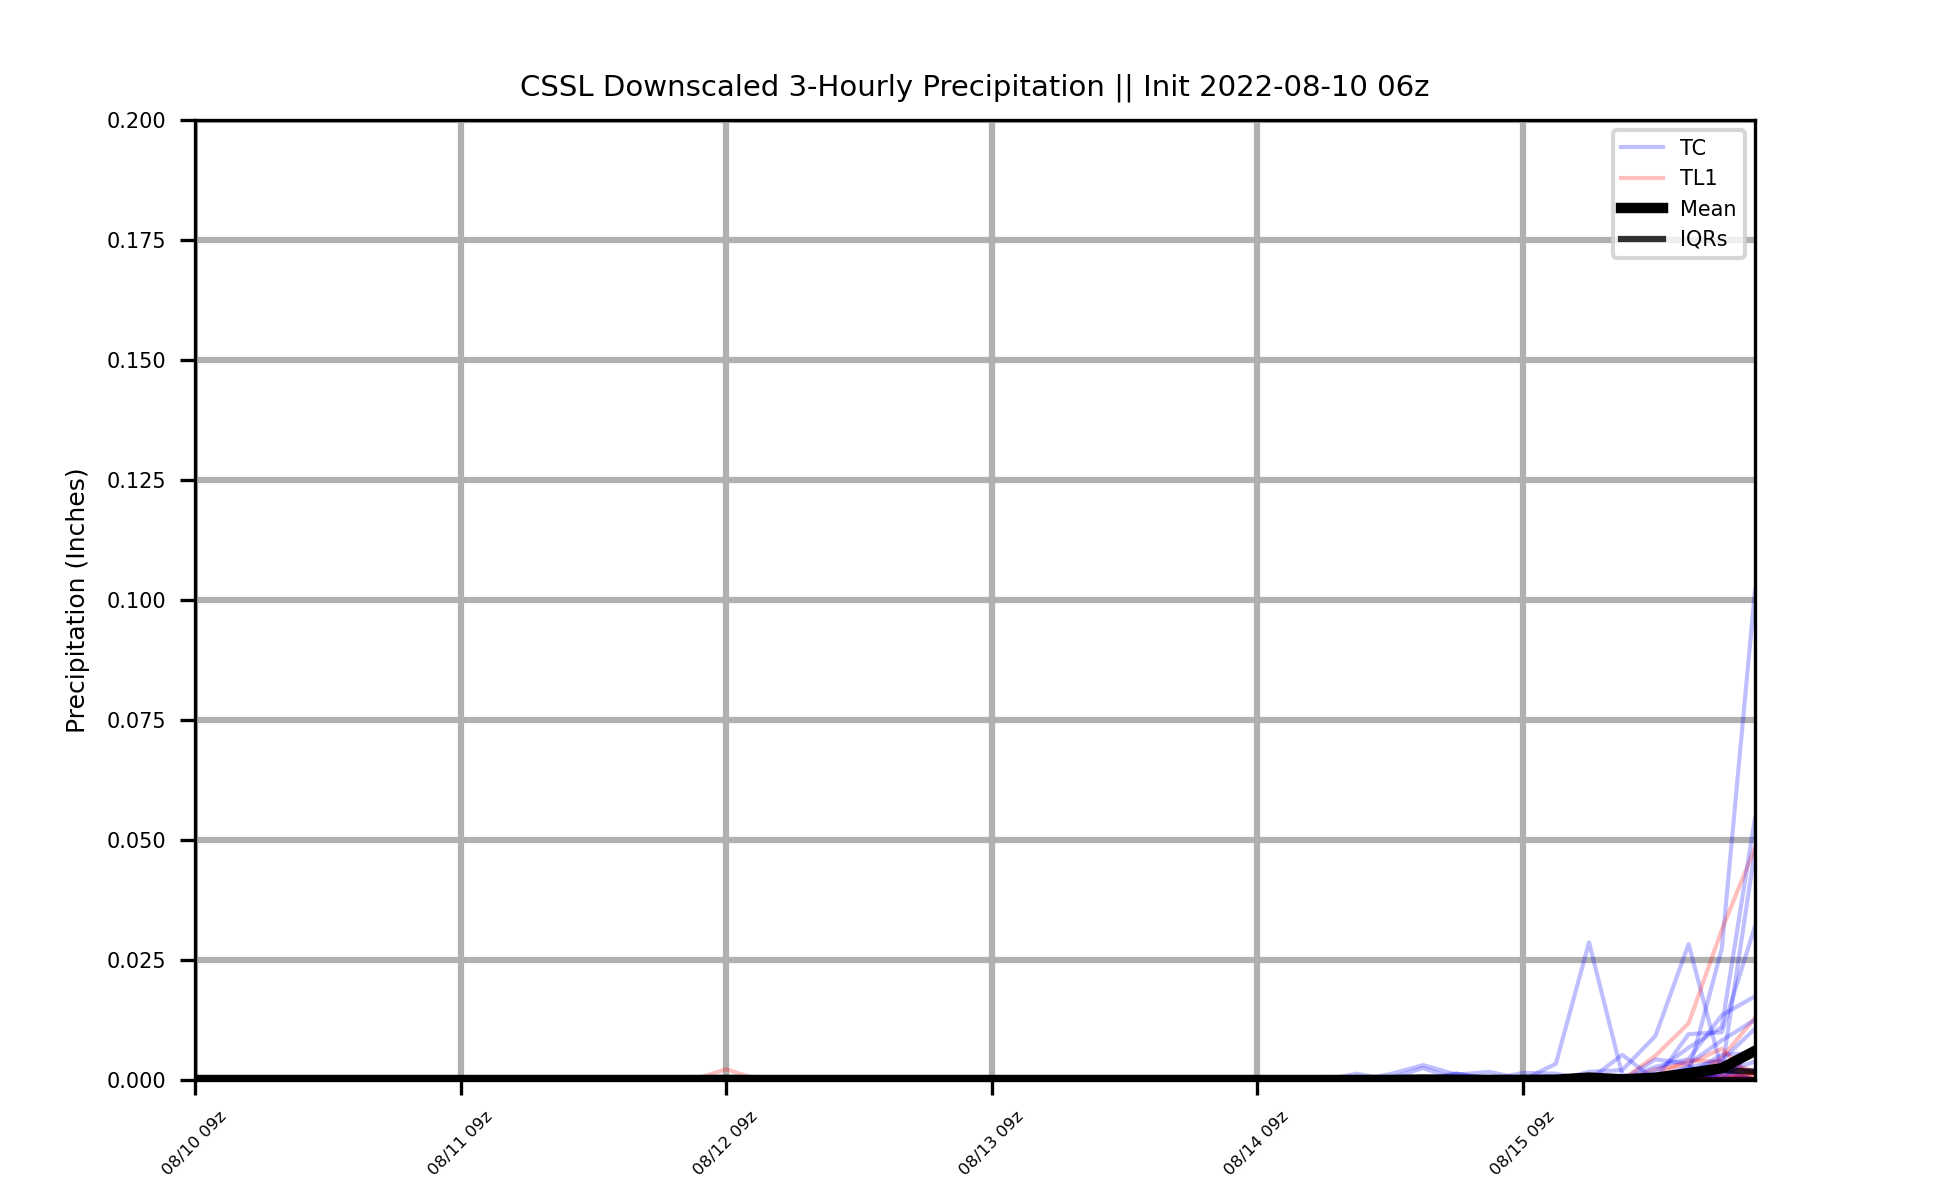 CSSL Downscaled 3-Hourly Precipitation || Init 2022-08-10 06z
0.200
0.175
0.150
0.125
0.100
0.075
0.050
0.025
0.000
Precipitation (Inches)
TC
TL1
Mean
IQRs
08/10 09z
08/11 09z
08/12 09z
08/13 09z
08/14 09z
08/15 09z